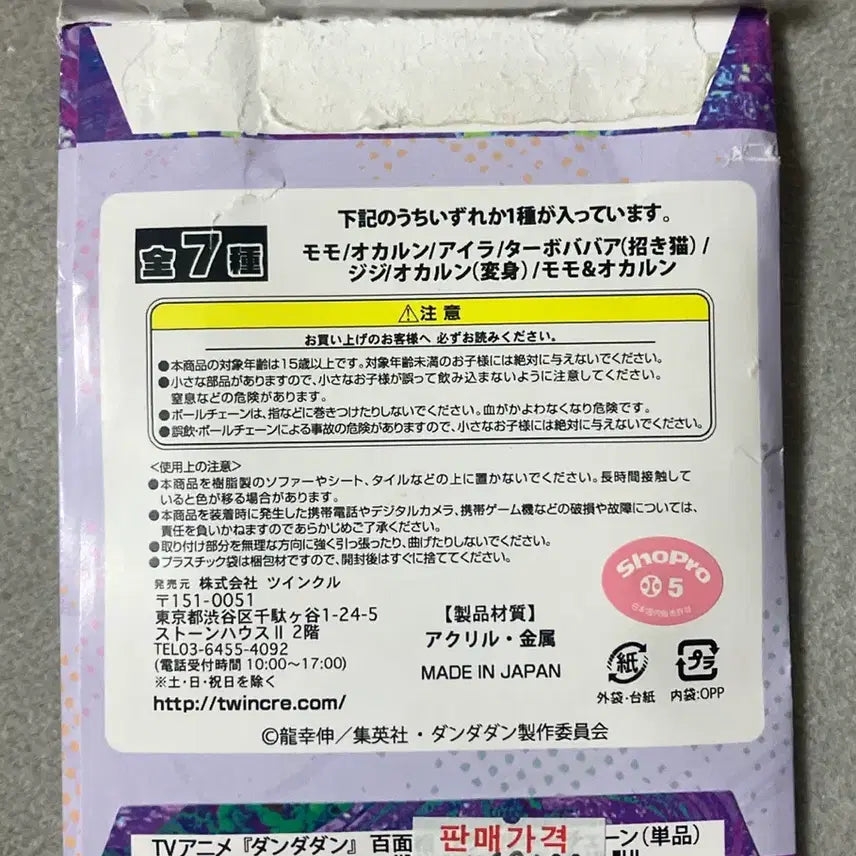 全7種
下記のうちいずれか1種が入っています。
モモ/オカルン/アイラ/ターボババア(招き猫)/
ジジ/オカルン(変身)/モモ&オカルン
⚠注意
お買い上げのお客様へ 必ずお読みください。
●本商品の対象年齢は15歳以上です。対象年齢未満のお子様には絶対に与えないでください。
●小さな部品がありますので、小さなお子様が誤って飲み込まないように注意してください。
窒息などの危険があります。
●ボールチェーンは、指などに巻きつけたりしないでください。血がかよわなくなり危険です。
●誤飲・ボールチェーンによる事故の危険がありますので、小さなお子様には絶対に与えないでください。
<使用上の注意>
●本商品を樹脂製のソファーやシート、タイルなどの上に置かないでください。長時間接触して
いると色が移る場合があります。
●本商品を装着時に発生した携帯電話やデジタルカメラ、携帯ゲーム機などの破損や故障については、
責任を負いかねますのであらかじめご了承ください。
●取り付け部分を無理な方向に強く引っ張ったり、曲げたりしないでください。
●プラスチック袋は梱包材ですので、開封後はすぐに捨ててください。
発売元 株式会社 ツインクル
〒151-0051
東京都渋谷区千駄ヶ谷1-24-5
ストーンハウスⅡ 2階
TEL03-6455-4092
(電話受付時間 10:00～17:00)
※土・日・祝日を除く
http://twincre.com/
【製品材質】
アクリル・金属
MADE IN JAPAN
ShoPro
5
日本国内販売許諾
紙
外袋・台紙
プラ
内袋:OPP
©龍幸伸／集英社・ダンダダン製作委員会
TVアニメ『ダンダダン』 百面
판매가격
ーン(単品)